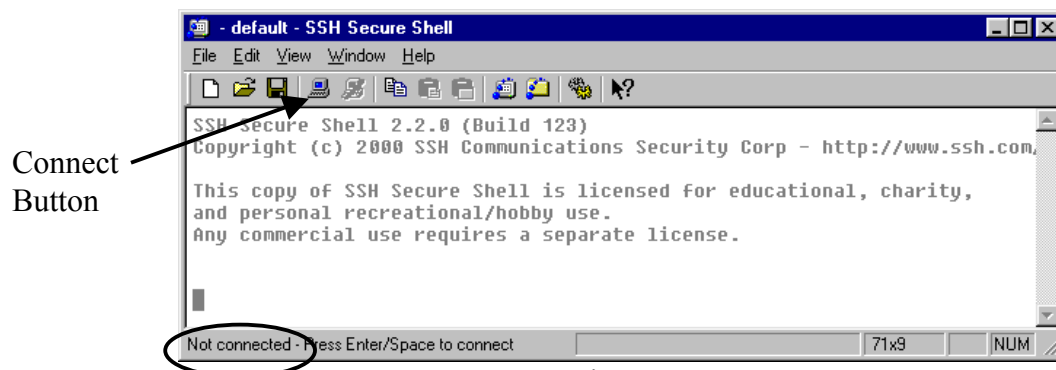 - default - SSH Secure Shell
File Edit View Window Help
SSH Secure Shell 2.2.0 (Build 123)
Copyright (c) 2000 SSH Communications Security Corp - http://www.ssh.com/
Connect
Button
This copy of SSH Secure Shell is licensed for educational, charity,
and personal recreational/hobby use.
Any commercial use requires a separate license.
Not connected - Press Enter/Space to connect
71x9
NUM